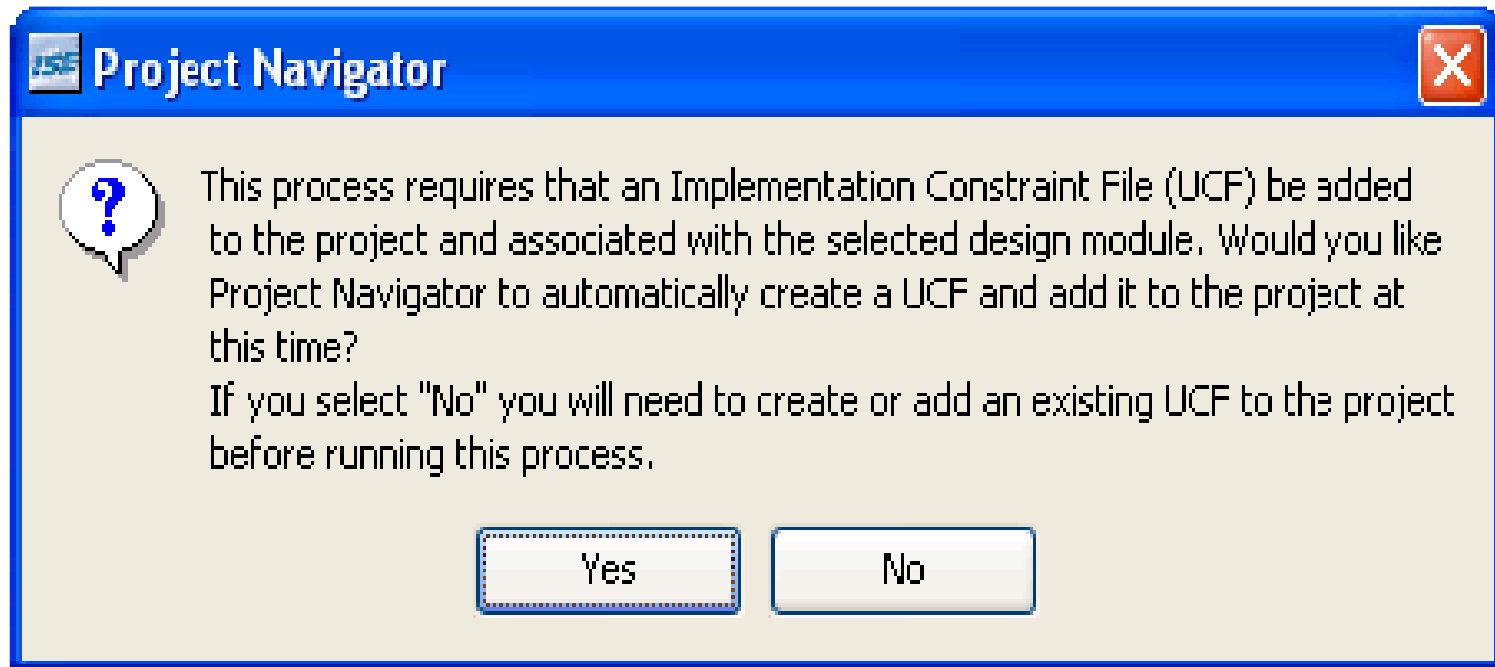 ISE Project Navigator
This process requires that an Implementation Constraint File (UCF) be added
to the project and associated with the selected design module. Would you like
Project Navigator to automatically create a UCF and add it to the project at
this time?
If you select "No" you will need to create or add an existing UCF to the project
before running this process.
Yes No